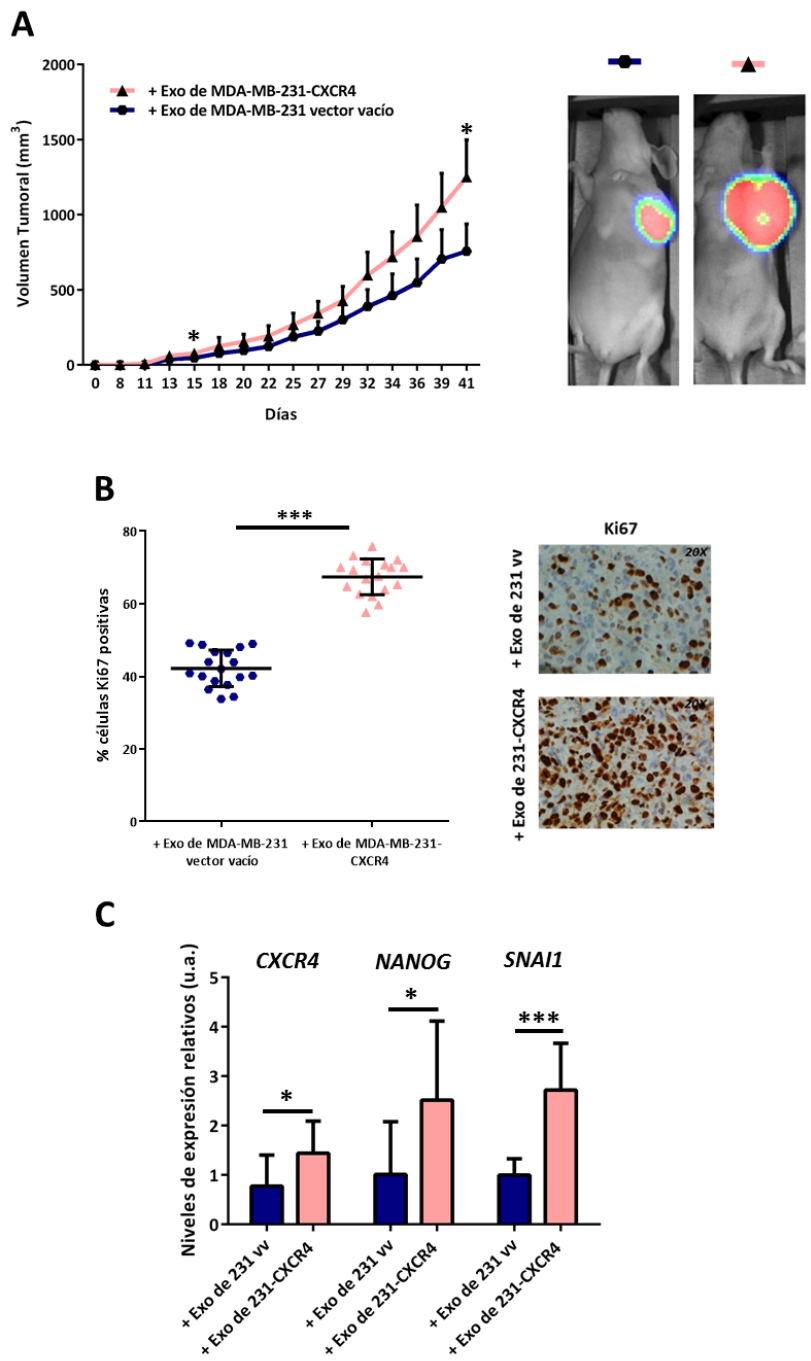 A
Volumen Tumoral (mm³)
2000
1500
1000
500
0
+ Exo de MDA-MB-231-CXCR4
+ Exo de MDA-MB-231 vector vacío
*
*
0 8 11 13 15 18 20 22 25 27 29 32 34 36 39 41
Días
B
% células Ki67 positivas
80
60
40
20
0
***
+ Exo de MDA-MB-231
vector vacío
+ Exo de MDA-MB-231-
CXCR4
Ki67
+ Exo de 231 vv
20X
+ Exo de 231-CXCR4
20X
C
Niveles de expresión relativos (u.a.)
CXCR4 NANOG SNAI1
5
4
3
2
1
0
*
*
***
+ Exo de 231 vv
+ Exo de 231-CXCR4
+ Exo de 231 vv
+ Exo de 231-CXCR4
+ Exo de 231 vv
+ Exo de 231-CXCR4